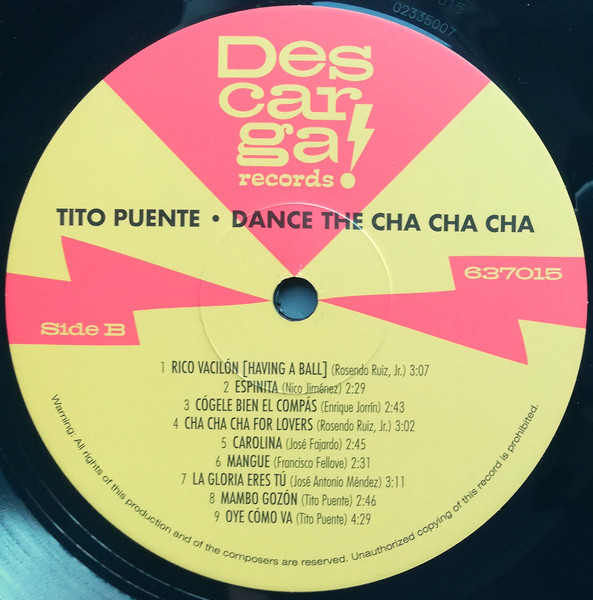 015
02335007
Des
car
ga!
records
TITO PUENTE • DANCE THE CHA CHA CHA
637015
Side B
1 RICO VACILÓN [HAVING A BALL] (Rosendo Ruiz, Jr.) 3:07
2 ESPINITA (Nico Jiménez) 2:29
3 CÓGELE BIEN EL COMPÁS (Enrique Jorrín) 2:43
4 CHA CHA CHA FOR LOVERS (Rosendo Ruiz, Jr.) 3:02
5 CAROLINA (José Fajardo) 2:45
6 MANGUE (Francisco Fellove) 2:31
7 LA GLORIA ERES TÚ (José Antonio Méndez) 3:11
8 MAMBO GOZÓN (Tito Puente) 2:46
9 OYE CÓMO VA (Tito Puente) 4:29
Warning: All rights of this production and of the composers are reserved. Unauthorized copying of this record is prohibited.